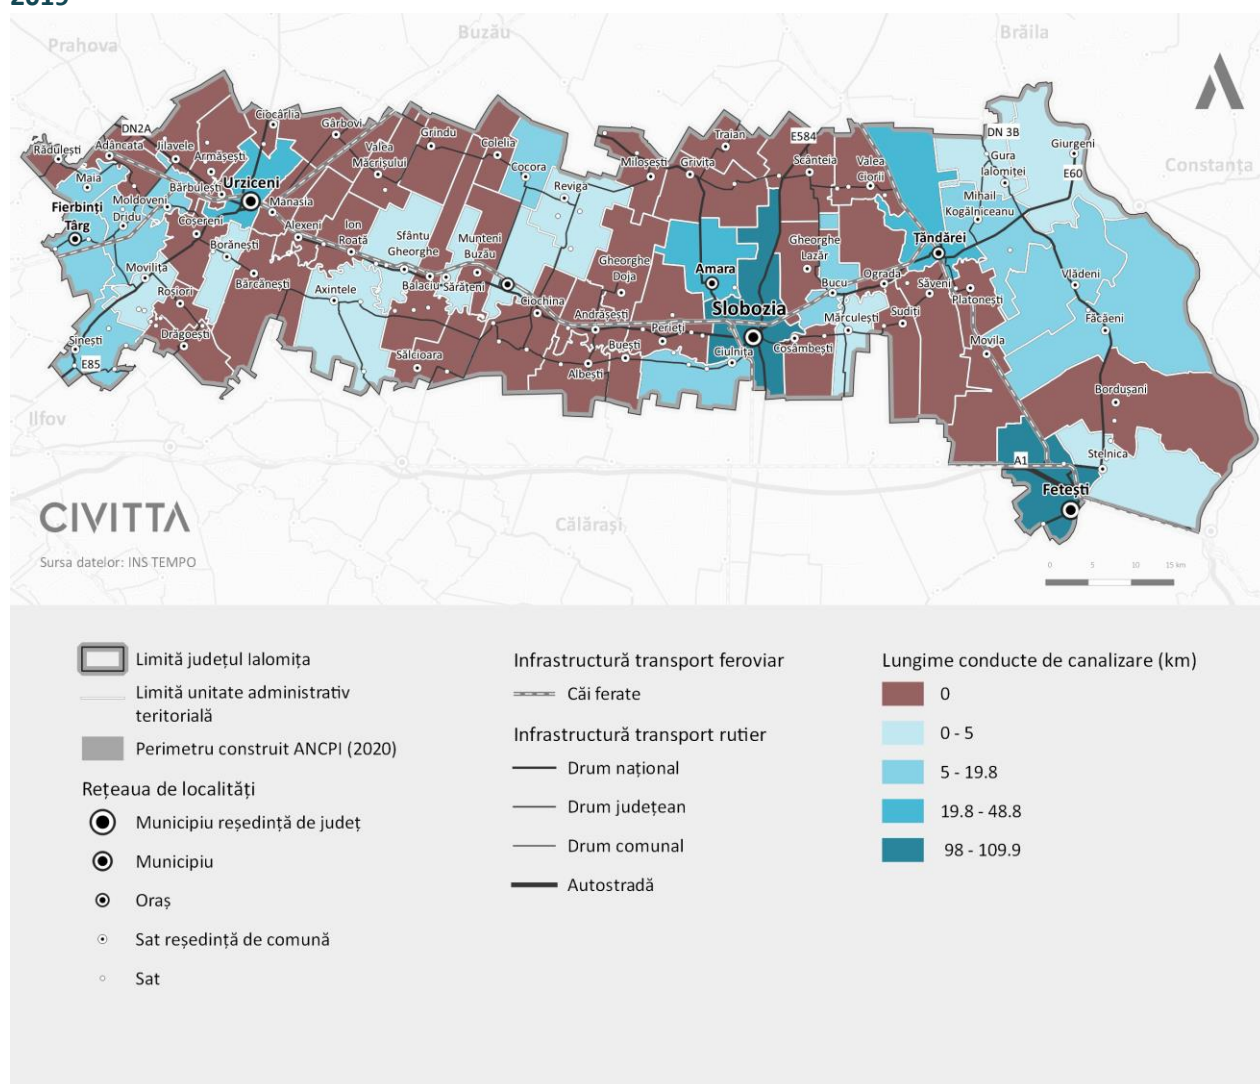 2019
Prahova
Buzău
Brăila
Constanța
Ilfov
Călărași
DN2A
Rădulești
Adâncata
Jilavele
Armășești
Ciocârlia
Gârbovi
Maia
Bărbulești
Urziceni
Fierbinți
Târg
Moldoveni
Dridu
Coșereni
Manasia
Alexeni
Borănești
Movilița
Roșiori
Bărcănești
Drăgoești
Sinești
E85
Valea
Măcrișului
Grindu
Colelia
Cocora
Reviga
Ion
Roată
Sfântu
Gheorghe
Munteni
Buzău
Balaciu
Sărățeni
Axintele
Ciochina
Sălcioara
Andrășești
Gheorghe
Doja
Albești
Buești
Perieți
Miloșești
Grivița
Traian
E584
Scânteia
Valea
Ciorii
Amara
Slobozia
Ciulnița
Cosâmbești
Gheorghe
Lazăr
Bucu
Mărculești
Ograda
Sudiți
Săveni
Țăndărei
Platonești
Movila
DN 3B
Gura
Ialomiței
Giurgeni
E60
Mihail
Kogălniceanu
Vlădeni
Făcăeni
Bordușani
Stelnica
A1
Fetești
CIVITTA
Sursa datelor: INS TEMPO
0 5 10 15 km
Limită județul Ialomița
Limită unitate administrativ
teritorială
Perimetru construit ANCPI (2020)
Rețeaua de localități
Municipiu reședință de județ
Municipiu
Oraș
Sat reședință de comună
Sat
Infrastructură transport feroviar
Căi ferate
Infrastructură transport rutier
Drum național
Drum județean
Drum comunal
Autostradă
Lungime conducte de canalizare (km)
0
0 - 5
5 - 19.8
19.8 - 48.8
98 - 109.9